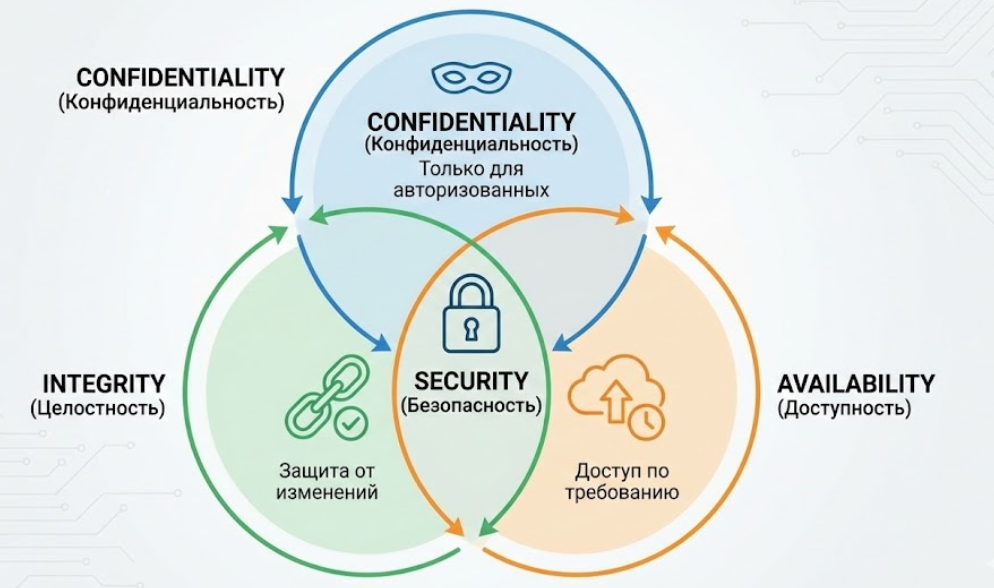 CONFIDENTIALITY
(Конфиденциальность)
CONFIDENTIALITY
(Конфиденциальность)
Только для
авторизованных
INTEGRITY
(Целостность)
Защита от
изменений
SECURITY
(Безопасность)
Доступ по
требованию
AVAILABILITY
(Доступность)